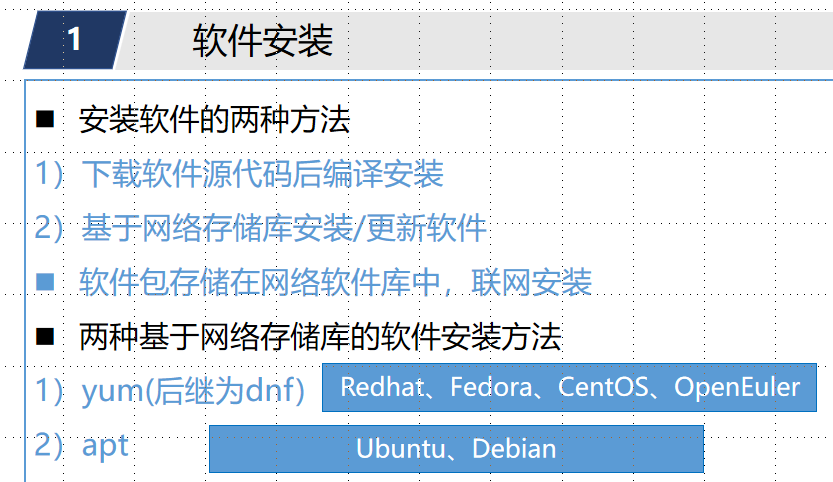 1
软件安装
■ 安装软件的两种方法
1）下载软件源代码后编译安装
2）基于网络存储库安装/更新软件
■ 软件包存储在网络软件库中，联网安装
■ 两种基于网络存储库的软件安装方法
1）yum(后继为dnf) Redhat、Fedora、CentOS、OpenEuler
2）apt Ubuntu、Debian